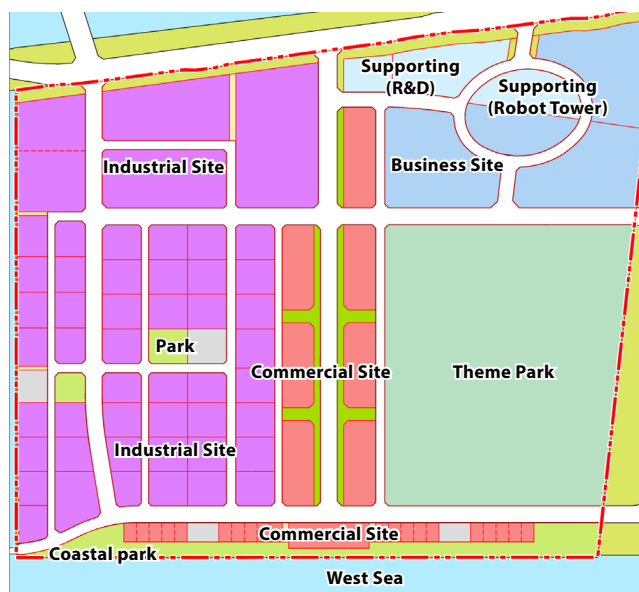 Supporting
(R&D)
Supporting
(Robot Tower)
Industrial Site
Business Site
Park
Commercial Site
Theme Park
Industrial Site
Commercial Site
Coastal park
West Sea